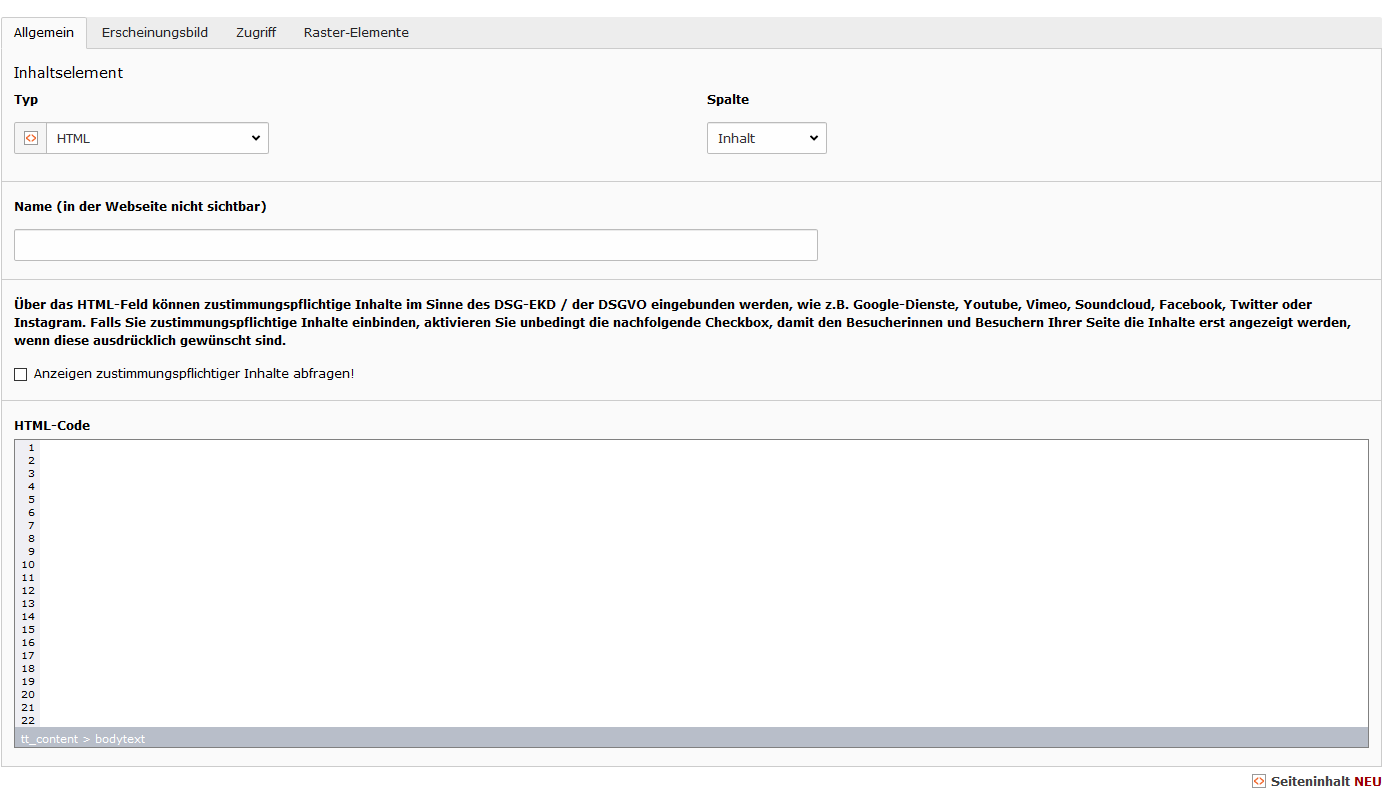 Allgemein Erscheinungsbild Zugriff Raster-Elemente
Inhaltselement
Typ Spalte
HTML Inhalt
Name (in der Webseite nicht sichtbar)
Über das HTML-Feld können zustimmungspflichtige Inhalte im Sinne des DSG-EKD / der DSGVO eingebunden werden, wie z.B. Google-Dienste, Youtube, Vimeo, Soundcloud, Facebook, Twitter oder
Instagram. Falls Sie zustimmungspflichtige Inhalte einbinden, aktivieren Sie unbedingt die nachfolgende Checkbox, damit den Besucherinnen und Besuchern Ihrer Seite die Inhalte erst angezeigt werden,
wenn diese ausdrücklich gewünscht sind.
Anzeigen zustimmungspflichtiger Inhalte abfragen!
HTML-Code
1
2
3
4
5
6
7
8
9
10
11
12
13
14
15
16
17
18
19
20
21
22
tt_content > bodytext
Seiteninhalt NEU